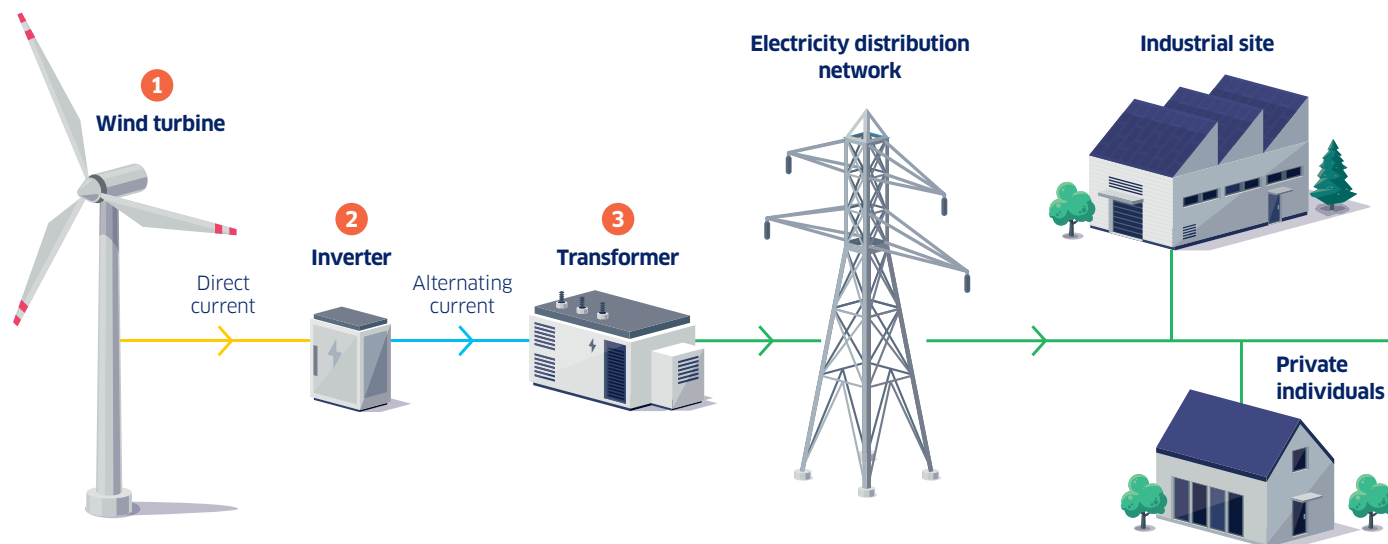 1
Wind turbine
Direct
current
2
Inverter
Alternating
current
3
Transformer
Electricity distribution
network
Industrial site
Private
individuals